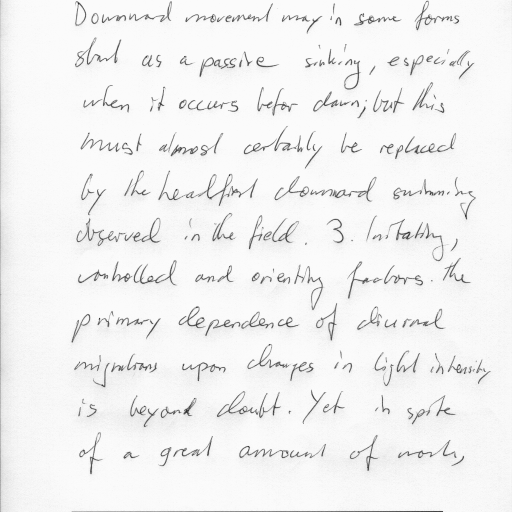 Downward movement may in some forms
start as a passive sinking, especially
when it occurs befor dawn; but this
must almost certainly be replaced
by the headfirst downward swimming
observed in the field. 3. Initiating,
controlled and orienting factors. The
primary dependence of diurnal
migrations upon changes in light intensity
is beyond doubt. Yet in spite
of a great amount of work,